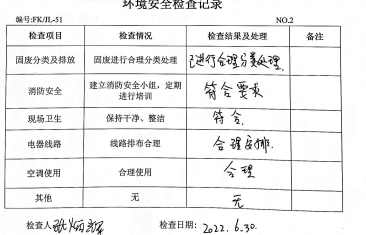 环境安全检查记录
编号:FK/JL-51 NO.2
检查项目 检查情况 检查结果及处理 备注
固废分类及排放 固废进行合理分类处理 已进行合理分类处理.
消防安全 建立消防安全小组，定期进行培训 符合要求
现场卫生 保持干净、整洁 符合.
电器线路 线路排布合理 合理安排.
空调使用 合理使用 合理
其他 无 无
检查人: 检查日期: 2022.6.30.